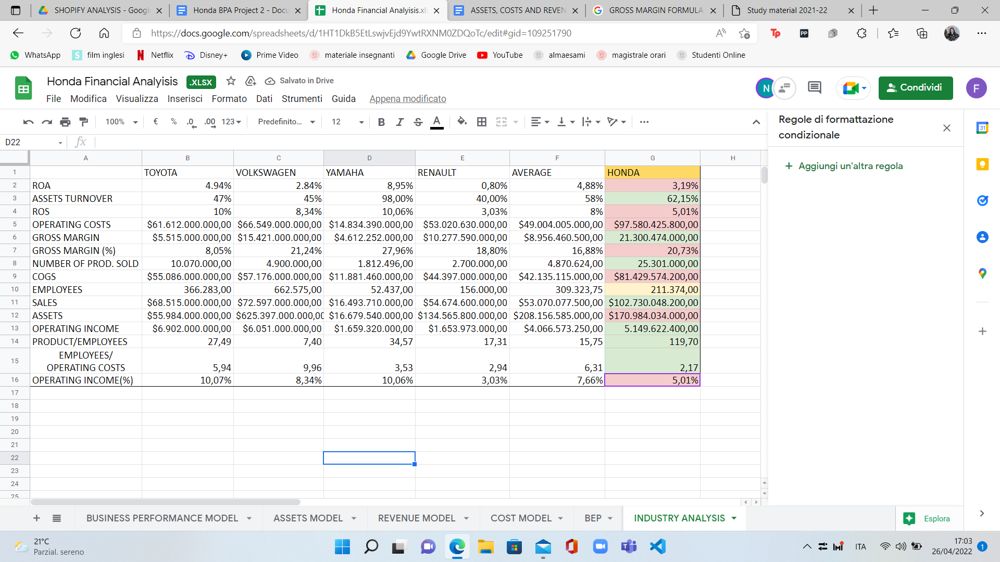 SHOPIFY ANALYSIS - Google
Honda BPA Project 2 - Docu
Honda Financial Analyisis.xls
ASSETS, COSTS AND REVEN
GROSS MARGIN FORMULA
Study material 2021-22
https://docs.google.com/spreadsheets/d/1HT1DkB5EtLswjvEjd9YwtRXNM0ZDQoTc/edit#gid=109251790
WhatsApp film inglesi Netflix Disney+ Prime Video materiale insegnanti Google Drive YouTube almaesami magistrale orari Studenti Online
Honda Financial Analyisis .XLSX Salvato in Drive
File Modifica Visualizza Inserisci Formato Dati Strumenti Guida Appena modificato
N Condividi F
100% € % .0 .00 123 Predefinito... 12 B I S A
Regole di formattazione
condizionale
D22 fx
+ Aggiungi un'altra regola
A B C D E F G H
1 TOYOTA VOLKSWAGEN YAMAHA RENAULT AVERAGE HONDA
2 ROA 4.94% 2.84% 8,95% 0,80% 4,88% 3,19%
3 ASSETS TURNOVER 47% 45% 98,00% 40,00% 58% 62,15%
4 ROS 10% 8,34% 10,06% 3,03% 8% 5,01%
5 OPERATING COSTS $61.612.000.000,00 $66.549.000.000,00 $14.834.390.000,00 $53.020.630.000,00 $49.004.005.000,00 $97.580.425.800,00
6 GROSS MARGIN $5.515.000.000,00 $15.421.000.000,00 $4.612.252.000,00 $10.277.590.000,00 $8.956.460.500,00 21.300.474.000,00
7 GROSS MARGIN (%) 8,05% 21,24% 27,96% 18,80% 16,88% 20,73%
8 NUMBER OF PROD. SOLD 10.070.000,00 4.900.000,00 1.812.496,00 2.700.000,00 4.870.624,00 25.301.000,00
9 COGS $55.086.000.000,00 $57.176.000.000,00 $11.881.460.000,00 $44.397.000.000,00 $42.135.115.000,00 $81.429.574.200,00
10 EMPLOYEES 366.283,00 662.575,00 52.437,00 156.000,00 309.323,75 211.374,00
11 SALES $68.515.000.000,00 $72.597.000.000,00 $16.493.710.000,00 $54.674.600.000,00 $53.070.077.500,00 $102.730.048.200,00
12 ASSETS $55.984.000.000,00 $625.397.000.000,00 $16.679.540.000,00 $134.565.800.000,00 $208.156.585.000,00 $170.984.034.000,00
13 OPERATING INCOME $6.902.000.000,00 $6.051.000.000,00 $1.659.320.000,00 $1.653.973.000,00 $4.066.573.250,00 5.149.622.400,00
14 PRODUCT/EMPLOYEES 27,49 7,40 34,57 17,31 15,75 119,70
EMPLOYEES/
15 OPERATING COSTS 5,94 9,96 3,53 2,94 6,31 2,17
16 OPERATING INCOME(%) 10,07% 8,34% 10,06% 3,03% 7,66% 5,01%
17
18
19
20
21
22
23
24
25
BUSINESS PERFORMANCE MODEL ASSETS MODEL REVENUE MODEL COST MODEL BEP INDUSTRY ANALYSIS Esplora
21°C
Parzial. sereno
ITA
17:03
26/04/2022
1